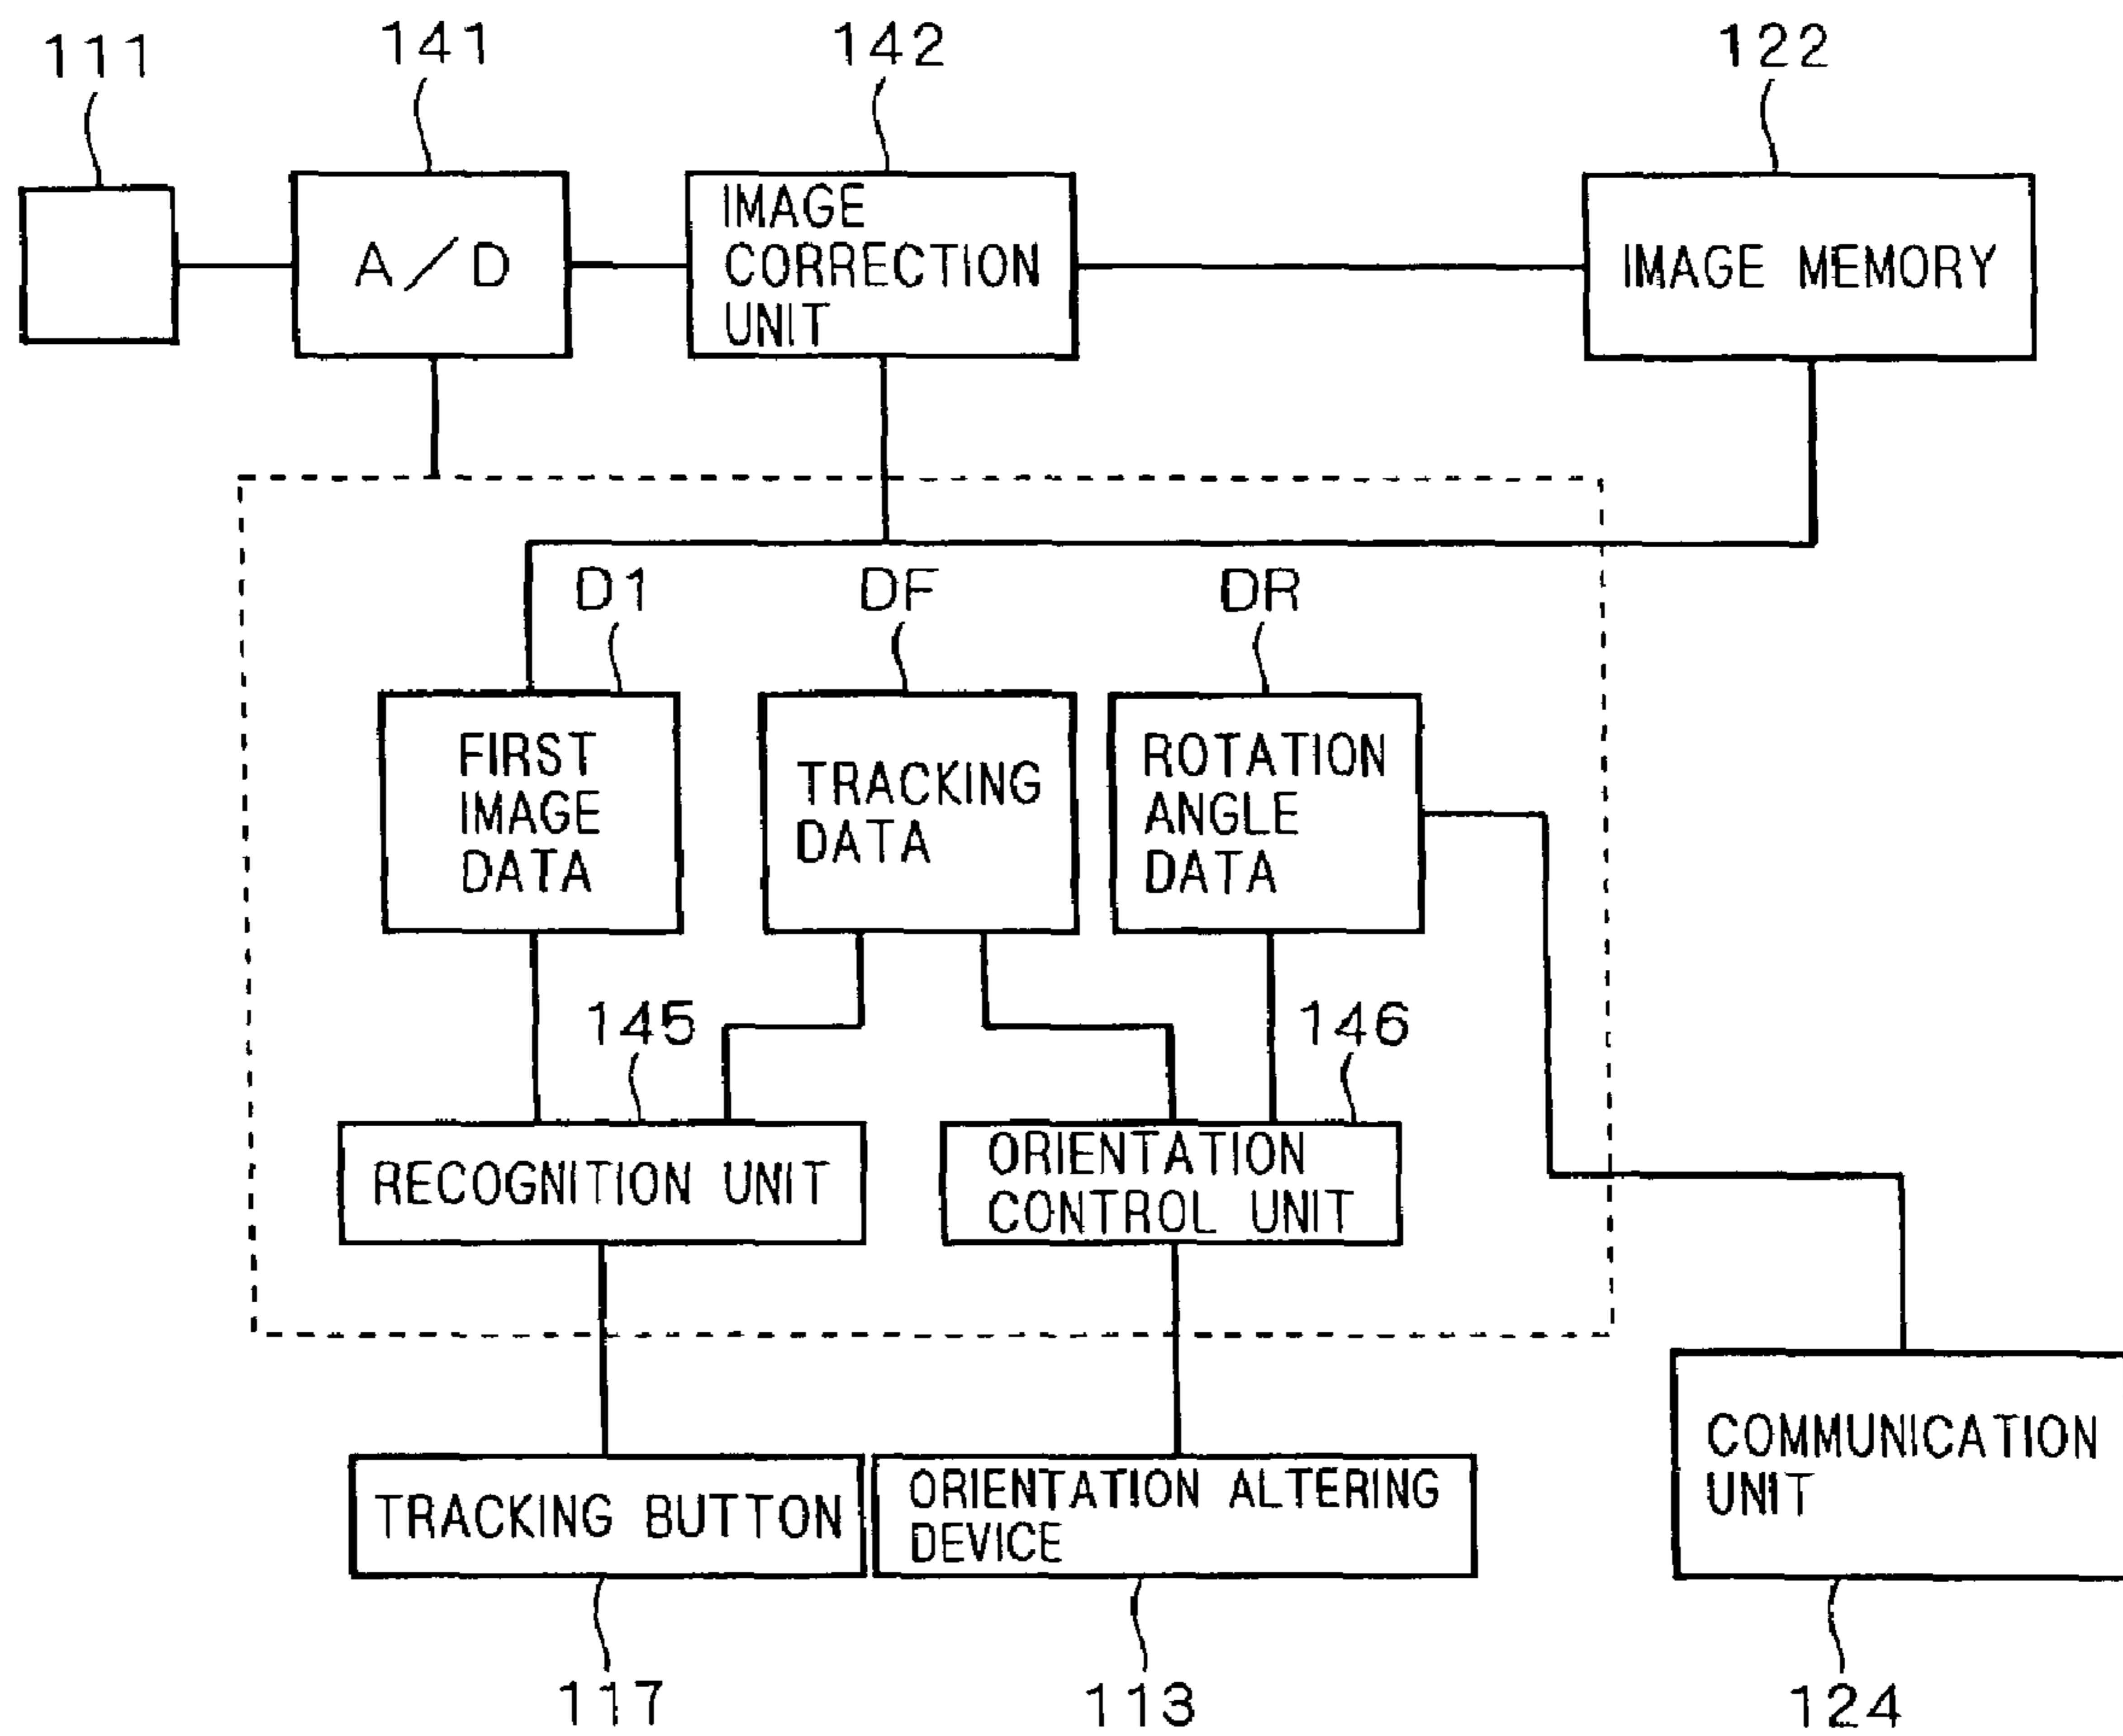 111
141
142
122
A/D
IMAGE
CORRECTION
UNIT
IMAGE MEMORY
D1
DF
DR
FIRST
IMAGE
DATA
TRACKING
DATA
ROTATION
ANGLE
DATA
145
146
RECOGNITION UNIT
ORIENTATION
CONTROL UNIT
TRACKING BUTTON
ORIENTATION ALTERING
DEVICE
COMMUNICATION
UNIT
117
113
124